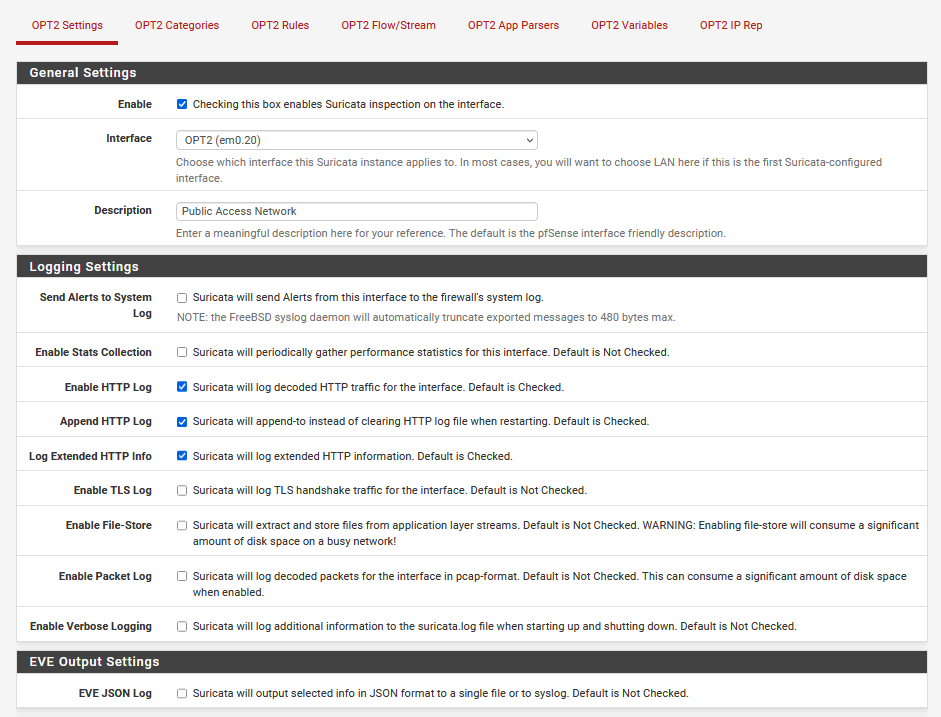 OPT2 Settings OPT2 Categories OPT2 Rules OPT2 Flow/Stream OPT2 App Parsers OPT2 Variables OPT2 IP Rep
General Settings
Enable Checking this box enables Suricata inspection on the interface.
Interface OPT2 (em0.20)
Choose which interface this Suricata instance applies to. In most cases, you will want to choose LAN here if this is the first Suricata-configured
interface.
Description Public Access Network
Enter a meaningful description here for your reference. The default is the pfSense interface friendly description.
Logging Settings
Send Alerts to System
Log
Suricata will send Alerts from this interface to the firewall's system log.
NOTE: the FreeBSD syslog daemon will automatically truncate exported messages to 480 bytes max.
Enable Stats Collection Suricata will periodically gather performance statistics for this interface. Default is Not Checked.
Enable HTTP Log Suricata will log decoded HTTP traffic for the interface. Default is Checked.
Append HTTP Log Suricata will append-to instead of clearing HTTP log file when restarting. Default is Checked.
Log Extended HTTP Info Suricata will log extended HTTP information. Default is Checked.
Enable TLS Log Suricata will log TLS handshake traffic for the interface. Default is Not Checked.
Enable File-Store Suricata will extract and store files from application layer streams. Default is Not Checked. WARNING: Enabling file-store will consume a significant
amount of disk space on a busy network!
Enable Packet Log Suricata will log decoded packets for the interface in pcap-format. Default is Not Checked. This can consume a significant amount of disk space
when enabled.
Enable Verbose Logging Suricata will log additional information to the suricata.log file when starting up and shutting down. Default is Not Checked.
EVE Output Settings
EVE JSON Log Suricata will output selected info in JSON format to a single file or to syslog. Default is Not Checked.